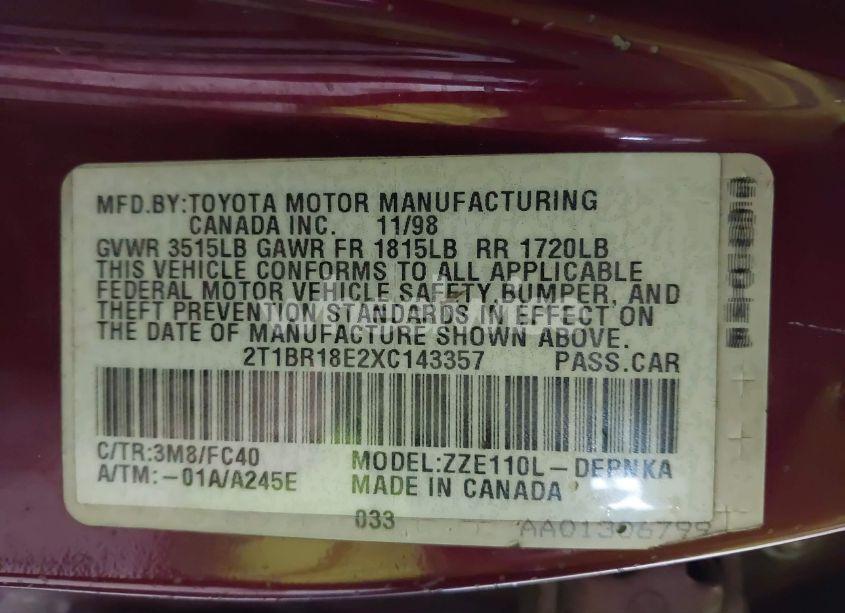 MFD.BY:TOYOTA MOTOR MANUFACTURING
CANADA INC. 11/98
GVWR 3515LB GAWR FR 1815LB RR 1720LB
THIS VEHICLE CONFORMS TO ALL APPLICABLE
FEDERAL MOTOR VEHICLE SAFETY,BUMPER, AND
THEFT PREVENTION STANDARDS IN EFFECT ON
THE DATE OF MANUFACTURE SHOWN ABOVE.
2T1BR18E2XC143357 PASS.CAR
C/TR:3M8/FC40 MODEL:ZZE110L-DEPNKA
A/TM:-01A/A245E MADE IN CANADA
033 AA01306799